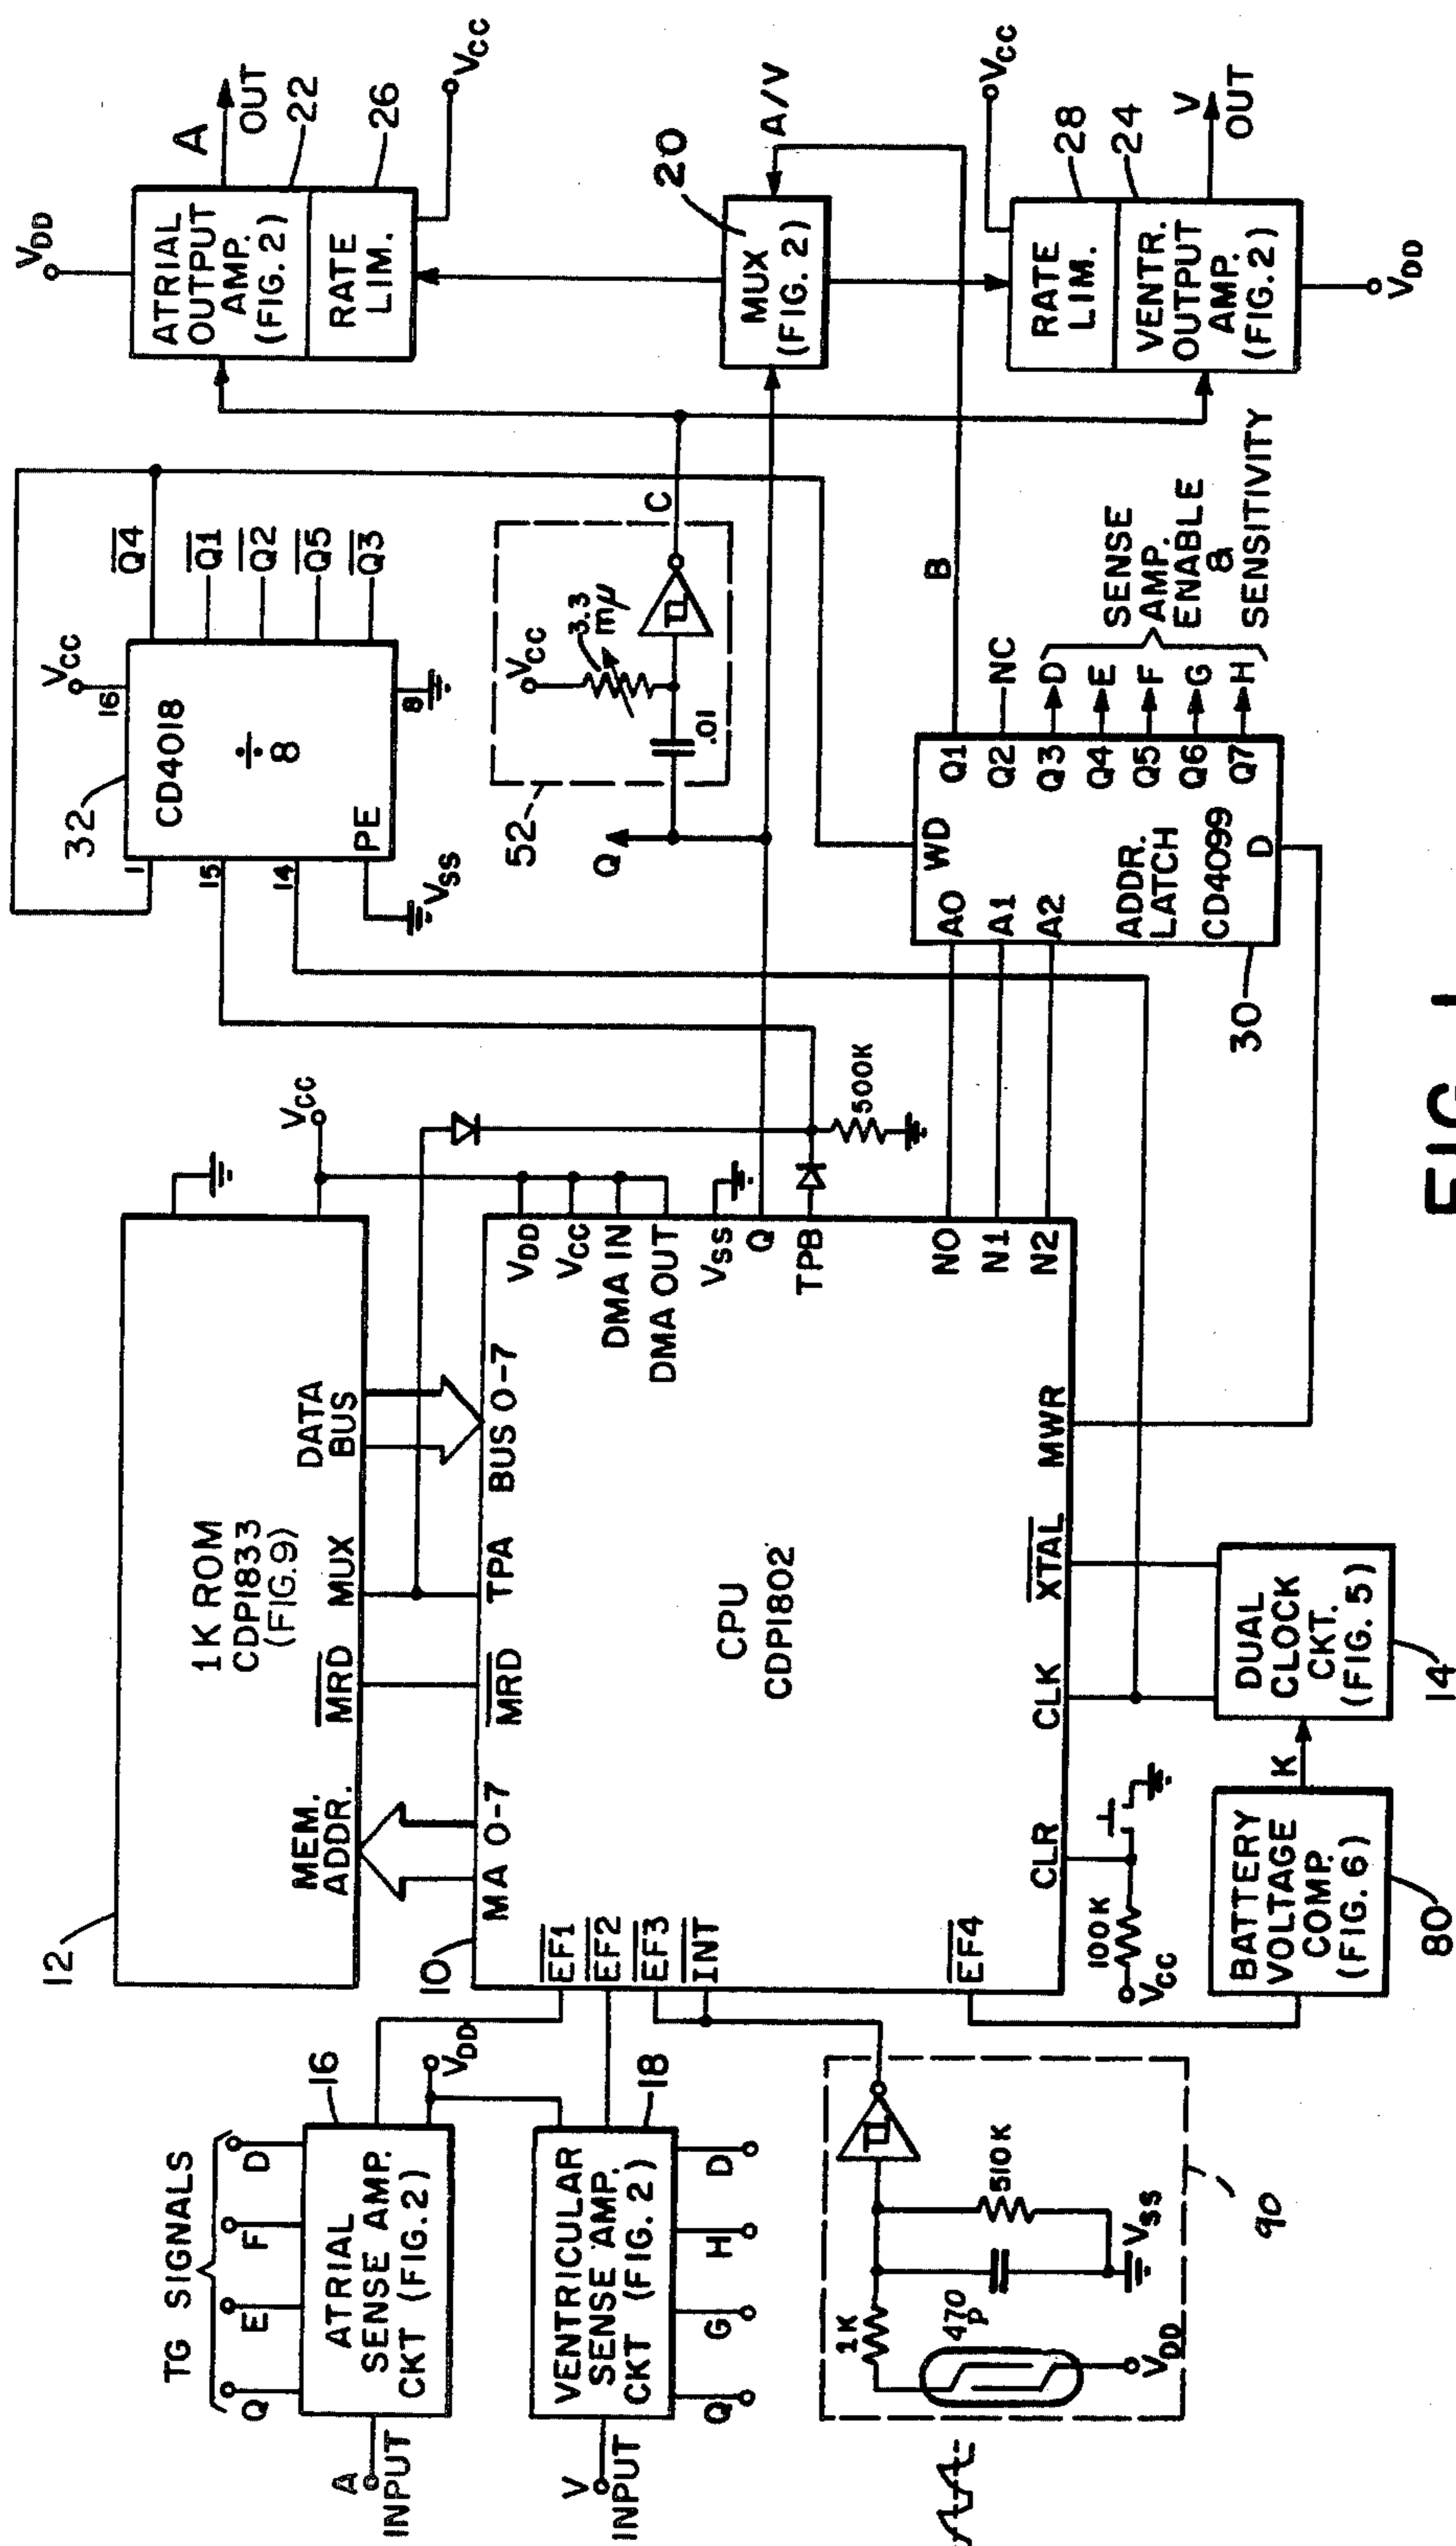 TG SIGNALS
Q
E
F
D
A
INPUT
ATRIAL
SENSE AMP.
CKT (FIG.2)
16
VDD
V
INPUT
VENTRICULAR
SENSE AMP.
CKT (FIG. 2)
18
Q
G
H
D
1K
470
P
510K
VDD
VSS
90
12
1K ROM
CDP1833
(FIG.9)
MEM.
ADDR.
MRD
MUX
DATA
BUS
VCC
10
MA 0-7
MRD
TPA
BUS 0-7
EF1
EF2
EF3
INT
EF4
CPU
CDP1802
VDD
VCC
DMA IN
DMA OUT
VSS
Q
TPB
N0
N1
N2
CLR
CLK
XTAL
MWR
500K
100K
VCC
BATTERY
VOLTAGE
COMP.
(FIG. 6)
80
K
DUAL
CLOCK
CKT.
(FIG. 5)
14
32
1
15
14
CD4018
÷
8
PE
VSS
VCC
16
8
Q4
Q1
Q2
Q5
Q3
52
Q
VCC
3.3
mμ
.01
C
30
A0
A1
A2
WD
ADDR.
LATCH
CD4099
D
Q1
Q2
Q3
Q4
Q5
Q6
Q7
B
NC
D
E
F
G
H
SENSE
AMP.
ENABLE
&
SENSITIVITY
VDD
ATRIAL
OUTPUT
AMP.
(FIG. 2)
RATE
LIM.
A
OUT
22
26
VCC
20
MUX
(FIG. 2)
A/V
VCC
RATE
LIM.
VENTR.
OUTPUT
AMP.
(FIG. 2)
28
24
V
OUT
VDD